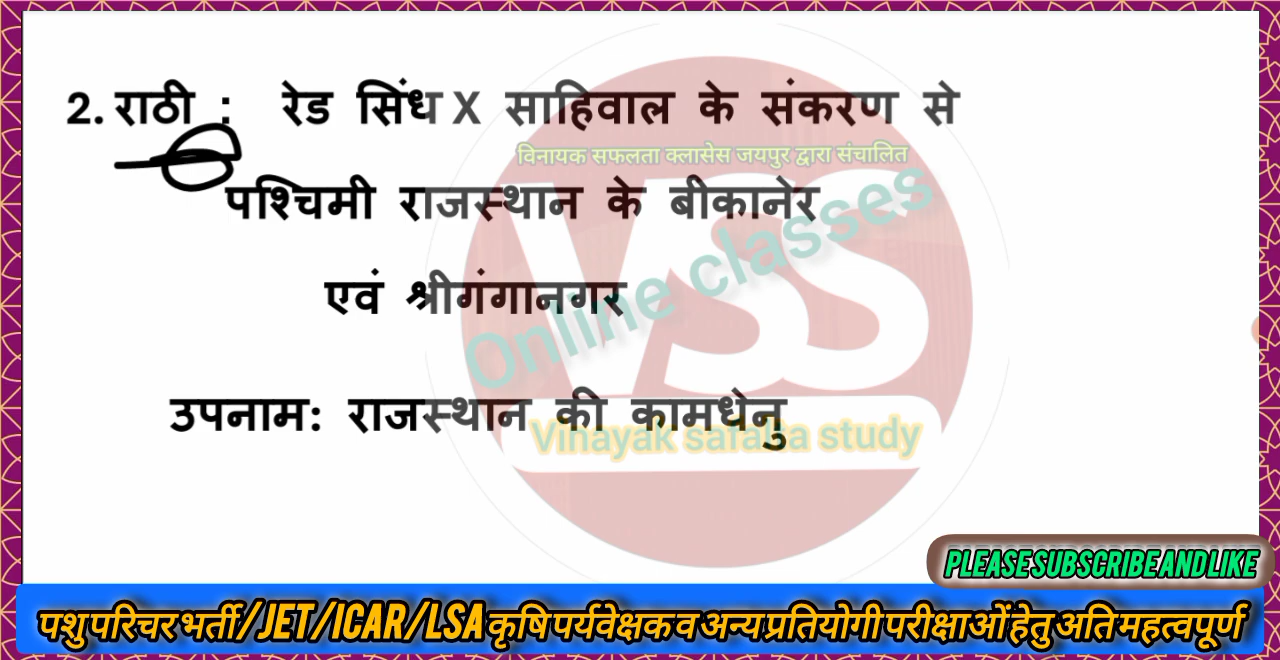 2. राठी : रेड सिंध X साहिवाल के संकरण से
विनायक सफलता क्लासेस जयपुर द्वारा संचालित
पश्चिमी राजस्थान के बीकानेर
VSS
Online classes
एवं श्रीगंगानगर
उपनाम: राजस्थान की कामधेनु
Vinayak safalta study
PLEASE SUBSCRIBE AND LIKE
पशु परिचर भर्ती/JET/ICAR/LSA कृषि पर्यवेक्षक व अन्य प्रतियोगी परीक्षाओं हेतु अति महत्वपूर्ण